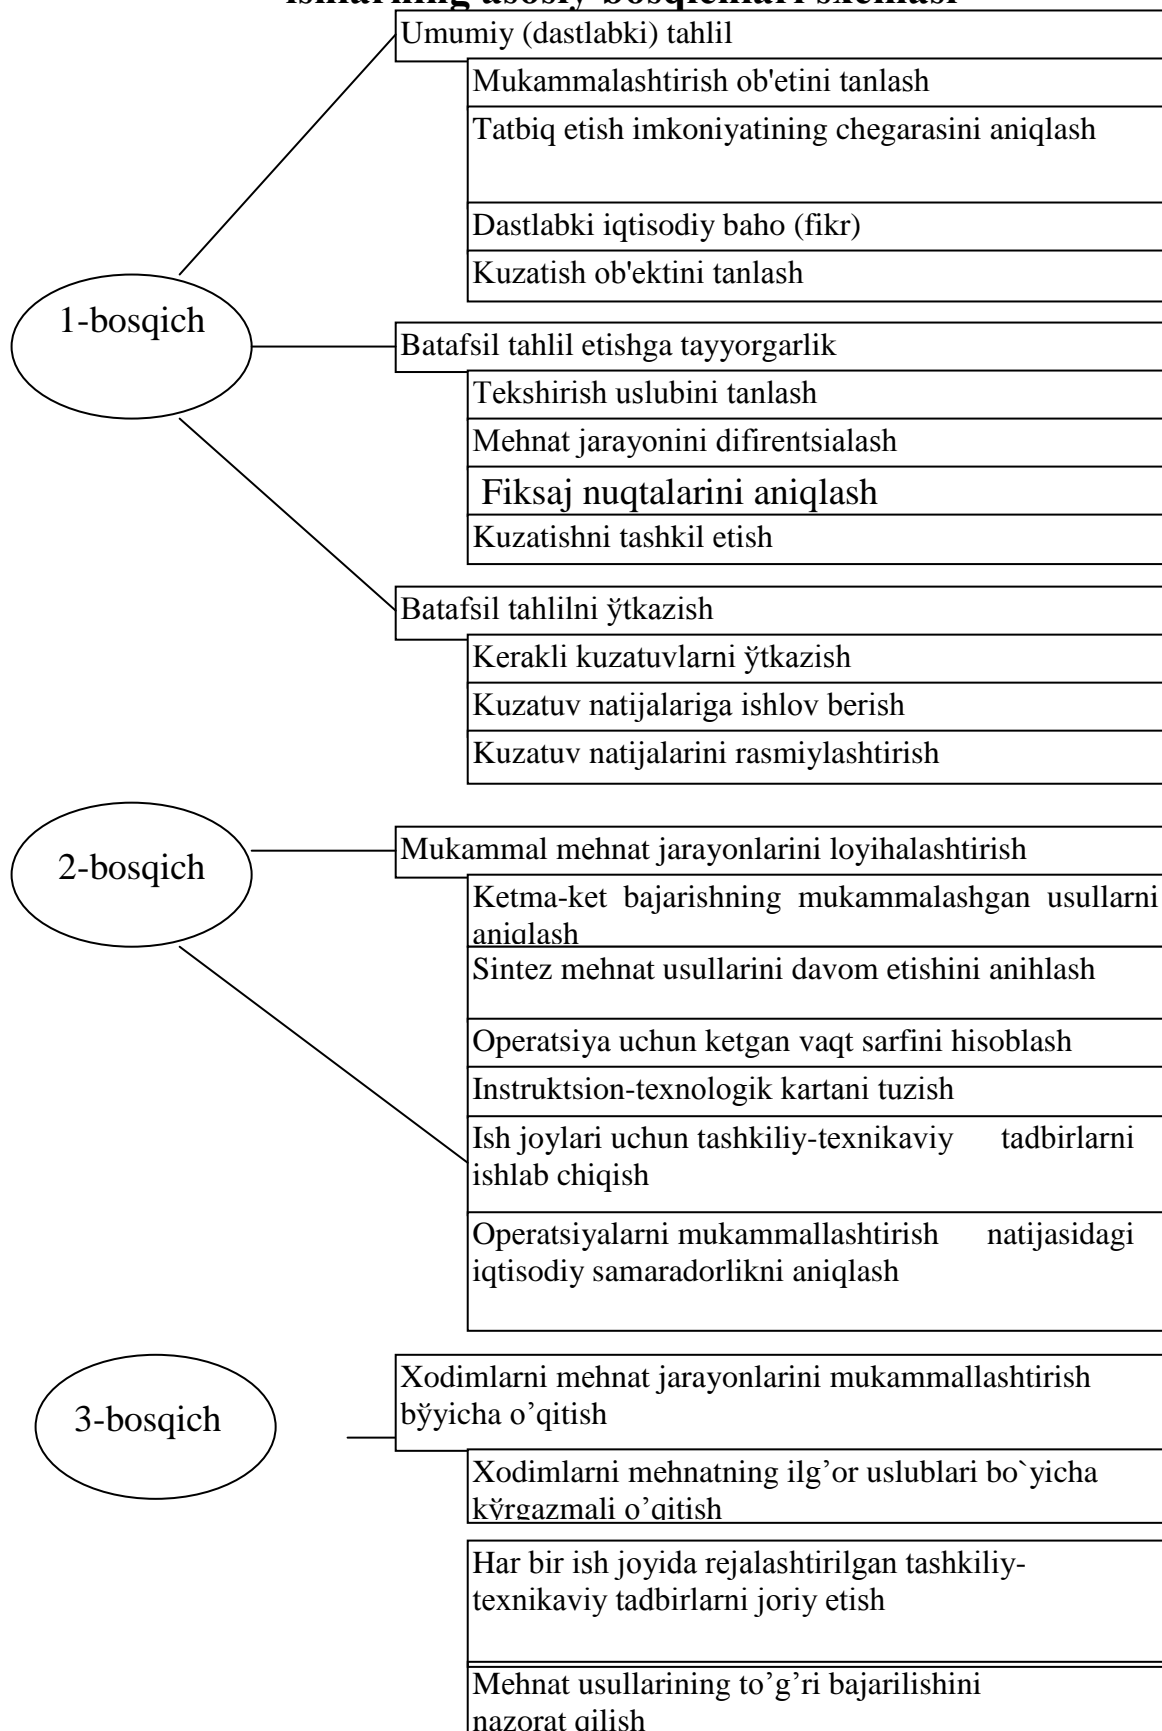 ishlarning asosiy bosqichlari sxemasi
Umumiy (dastlabki) tahlil
Mukammalashtirish ob'etini tanlash
Tatbiq etish imkoniyatining chegarasini aniqlash
Dastlabki iqtisodiy baho (fikr)
Kuzatish ob'ektini tanlash
1-bosqich
Batafsil tahlil etishga tayyorgarlik
Tekshirish uslubini tanlash
Mehnat jarayonini difirentsialash
Fiksaj nuqtalarini aniqlash
Kuzatishni tashkil etish
Batafsil tahlilni ўtkazish
Kerakli kuzatuvlarni ўtkazish
Kuzatuv natijalariga ishlov berish
Kuzatuv natijalarini rasmiylashtirish
2-bosqich
Mukammal mehnat jarayonlarini loyihalashtirish
Ketma-ket bajarishning mukammalashgan usullarni
aniqlash
Sintez mehnat usullarini davom etishini anihlash
Operatsiya uchun ketgan vaqt sarfini hisoblash
Instruktsion-texnologik kartani tuzish
Ish joylari uchun tashkiliy-texnikaviy tadbirlarni
ishlab chiqish
Operatsiyalarni mukammallashtirish natijasidagi
iqtisodiy samaradorlikni aniqlash
3-bosqich
Xodimlarni mehnat jarayonlarini mukammallashtirish
bўyicha o’qitish
Xodimlarni mehnatning ilg’or uslublari bo`yicha
kўrgazmali o’qitish
Har bir ish joyida rejalashtirilgan tashkiliy-
texnikaviy tadbirlarni joriy etish
Mehnat usullarining to’g’ri bajarilishini
nazorat qilish